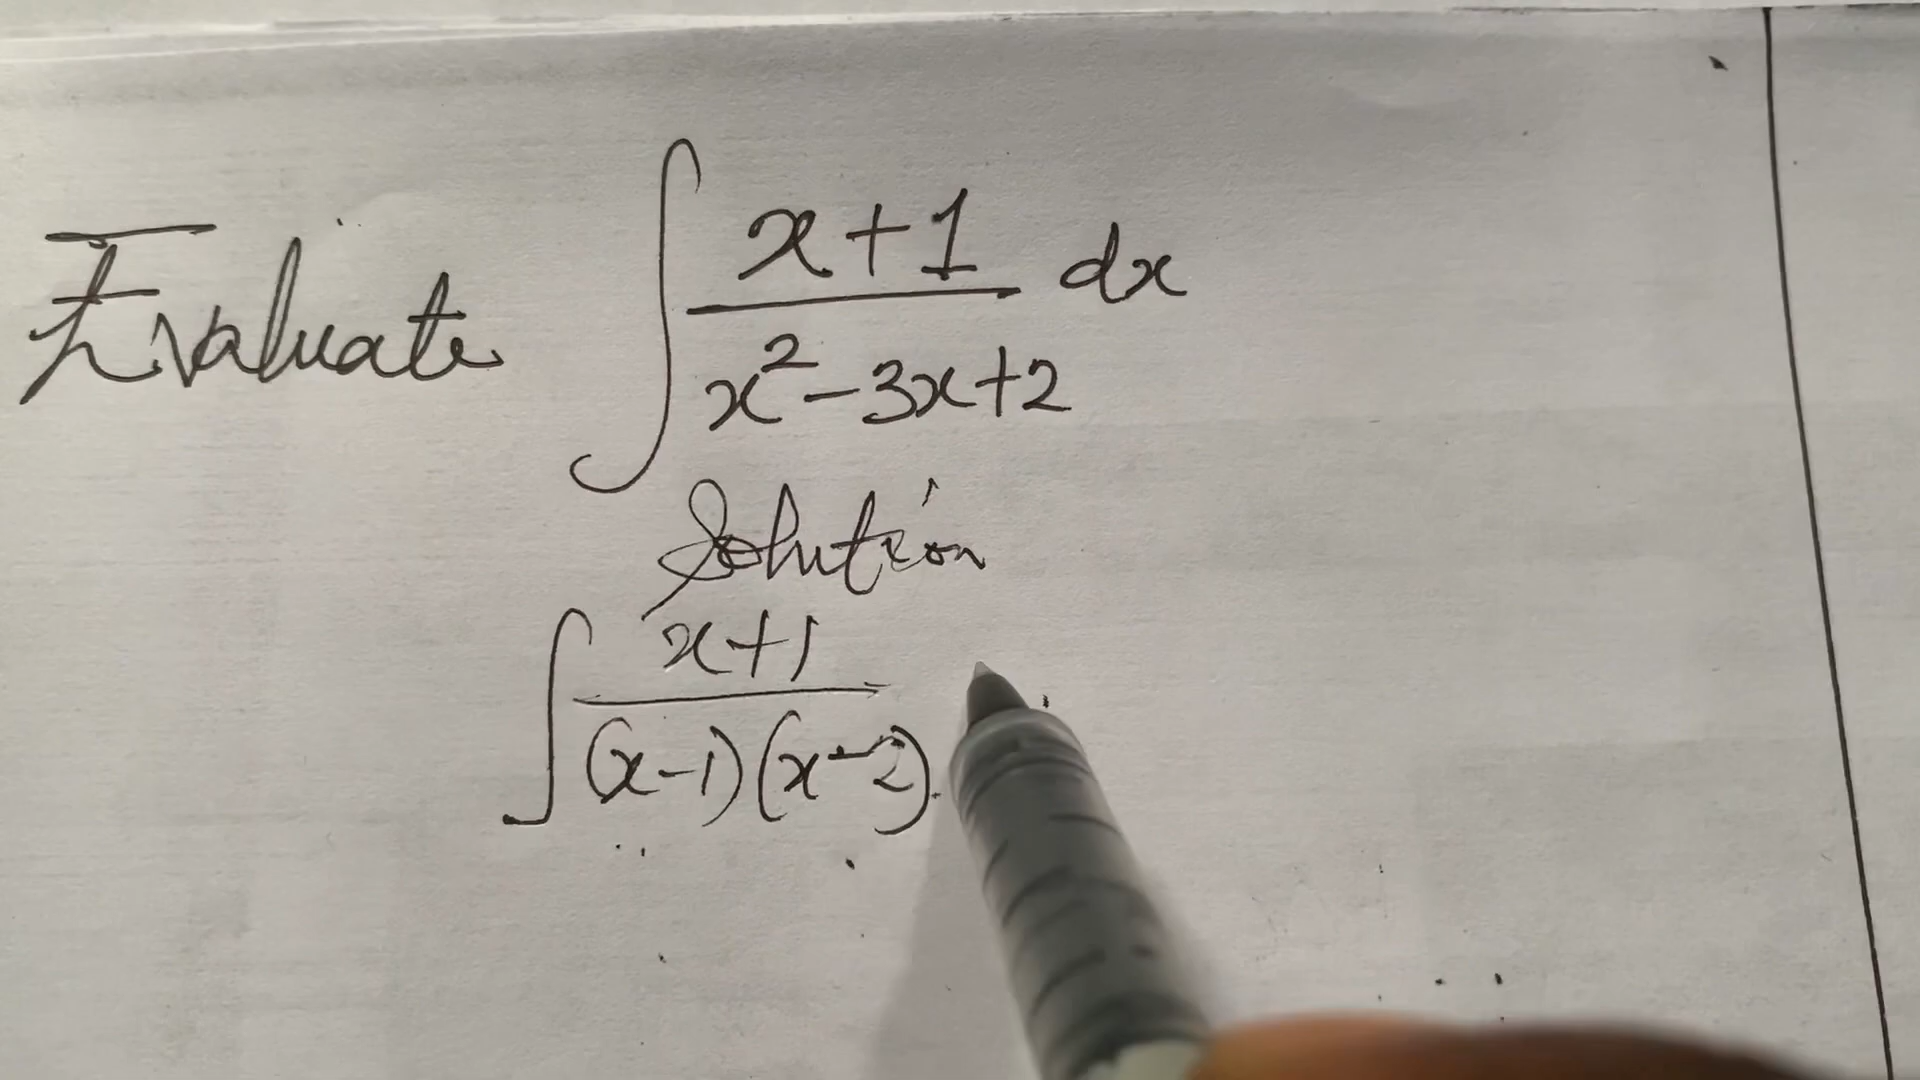 Evaluate ∫ x+1 / x²-3x+2 dx
Solution
∫ x+1 / (x-1)(x-2)